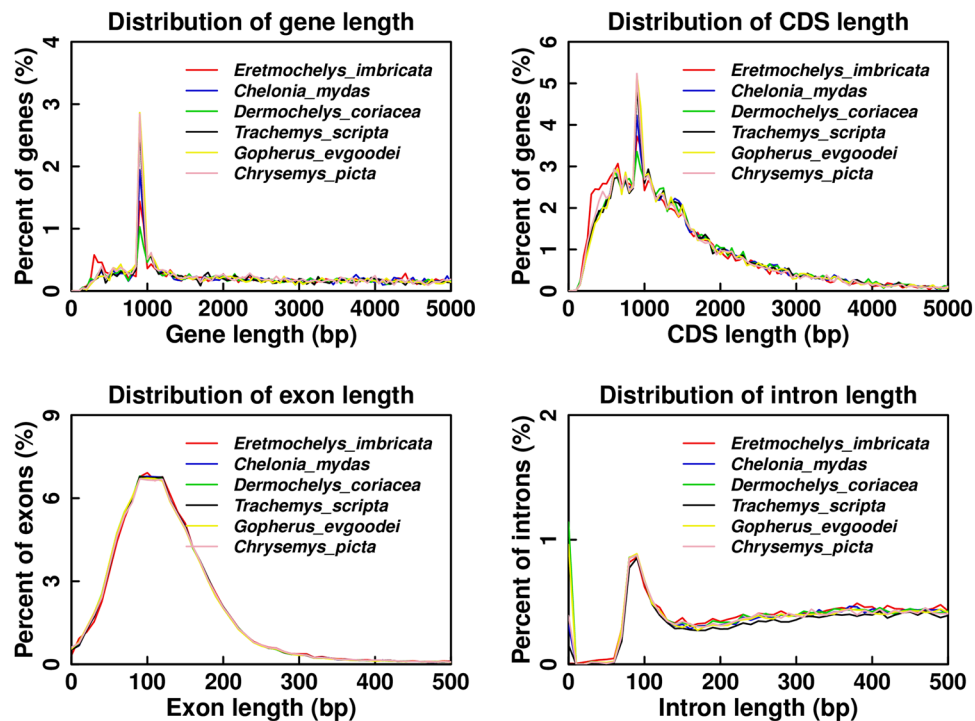 Distribution of gene length
Percent of genes (%)
0 1 2 3 4
Eretmochelys_imbricata
Chelonia_mydas
Dermochelys_coriacea
Trachemys_scripta
Gopherus_evgoodei
Chrysemys_picta
0 1000 2000 3000 4000 5000
Gene length (bp)
Distribution of CDS length
Percent of genes (%)
0 1 2 3 4 5 6
Eretmochelys_imbricata
Chelonia_mydas
Dermochelys_coriacea
Trachemys_scripta
Gopherus_evgoodei
Chrysemys_picta
0 1000 2000 3000 4000 5000
CDS length (bp)
Distribution of exon length
Percent of exons (%)
0 3 6 9
Eretmochelys_imbricata
Chelonia_mydas
Dermochelys_coriacea
Trachemys_scripta
Gopherus_evgoodei
Chrysemys_picta
0 100 200 300 400 500
Exon length (bp)
Distribution of intron length
Percent of introns (%)
0 1 2
Eretmochelys_imbricata
Chelonia_mydas
Dermochelys_coriacea
Trachemys_scripta
Gopherus_evgoodei
Chrysemys_picta
0 100 200 300 400 500
Intron length (bp)